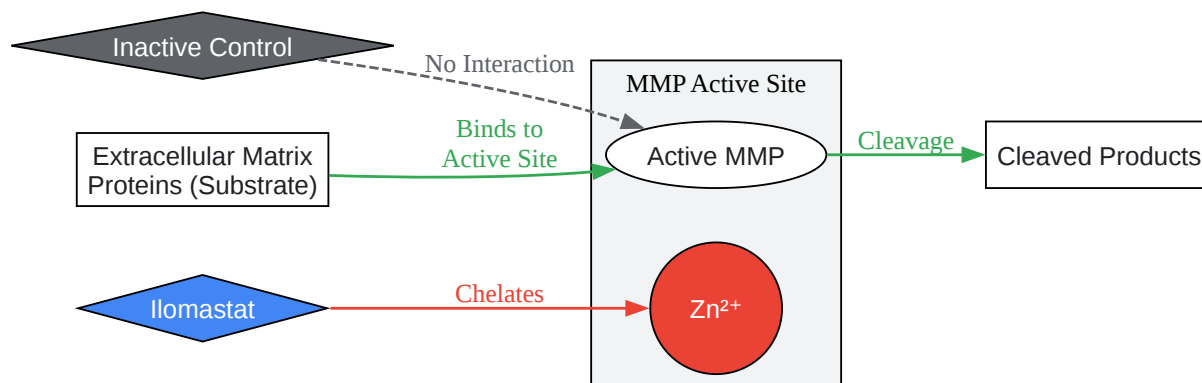 Inactive Control
No Interaction
MMP Active Site
Extracellular Matrix
Proteins (Substrate)
Binds to
Active Site
Active MMP
Cleavage
Cleaved Products
Ilomastat
Chelates
Zn²⁺